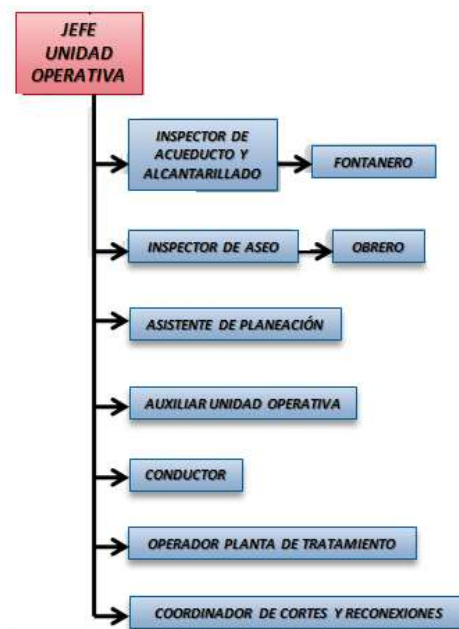 JEFE
UNIDAD
OPERATIVA
INSPECTOR DE
ACUEDUCTO Y
ALCANTARILLADO
FONTANERO
INSPECTOR DE ASEO
OBRERO
ASISTENTE DE PLANEACIÓN
AUXILIAR UNIDAD OPERATIVA
CONDUCTOR
OPERADOR PLANTA DE TRATAMIENTO
COORDINADOR DE CORTES Y RECONEXIONES